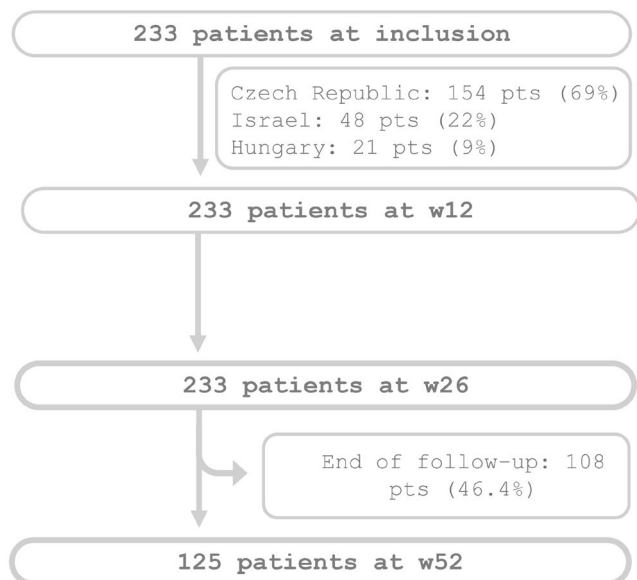 233 patients at inclusion
Czech Republic: 154 pts (69%)
Israel: 48 pts (22%)
Hungary: 21 pts (9%)
233 patients at w12
233 patients at w26
End of follow-up: 108
pts (46.4%)
125 patients at w52